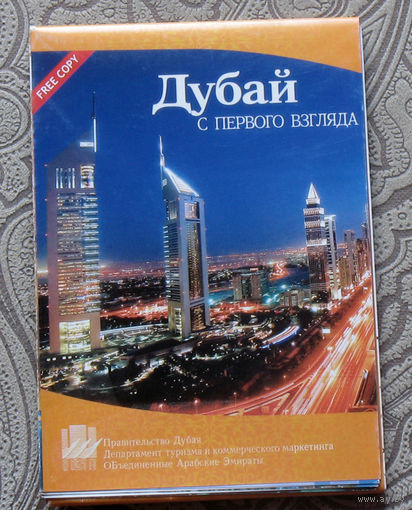 FREE COPY
Дубай
С ПЕРВОГО ВЗГЛЯДА
Правительство Дубая
Департамент туризма и коммерческого маркетинга
ОБъединенные Арабские Эмираты